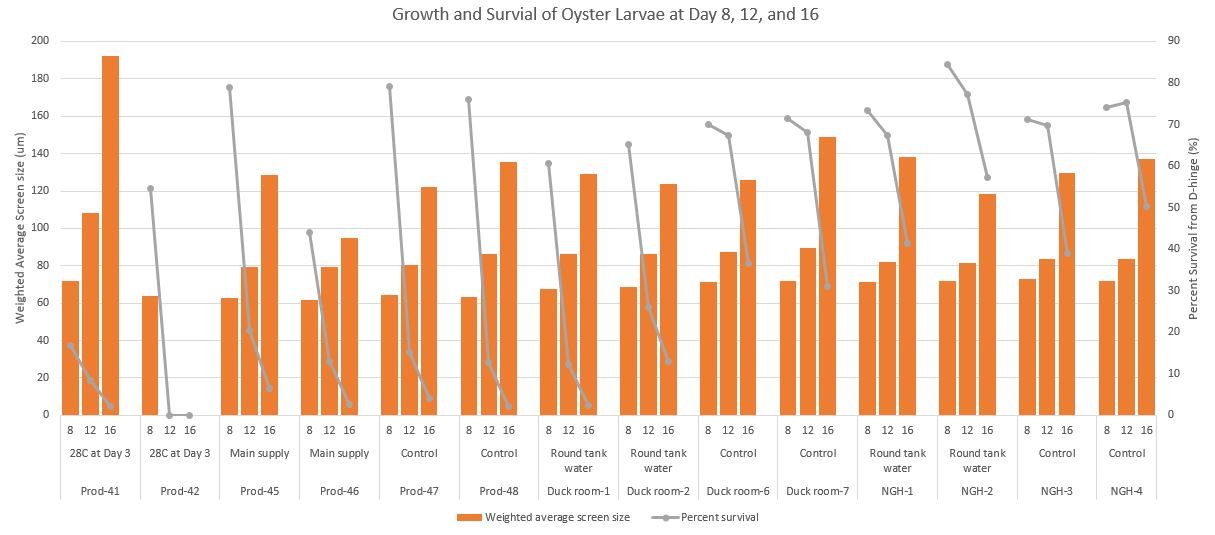 Growth and Survial of Oyster Larvae at Day 8, 12, and 16
Weighted Average Screen size (um)
200
180
160
140
120
100
80
60
40
20
0
90
80
70
60
50
40
30
20
10
0
Percent Survival from D-hinge (%)
8 12 16 8 12 16 8 12 16 8 12 16 8 12 16 8 12 16 8 12 16 8 12 16 8 12 16 8 12 16 8 12 16 8 12 16 8 12 16 8 12 16
28C at Day 3 28C at Day 3 Main supply Main supply Control Control Round tank Round tank Control Control Round tank Round tank Control Control
water water water water
Prod-41 Prod-42 Prod-45 Prod-46 Prod-47 Prod-48 Duck room-1 Duck room-2 Duck room-6 Duck room-7 NGH-1 NGH-2 NGH-3 NGH-4
Weighted average screen size Percent survival